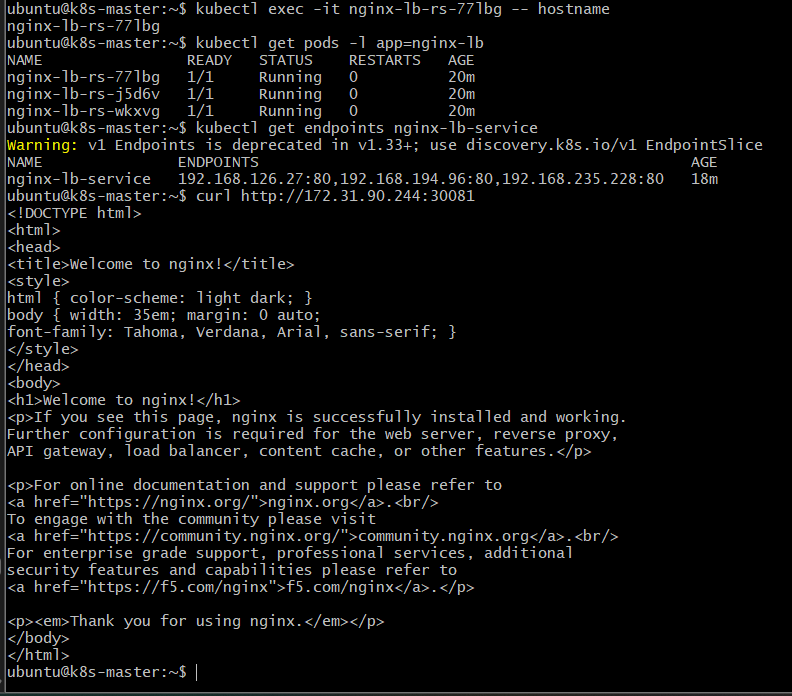 ubuntu@k8s-master:~$ kubectl exec -it nginx-lb-rs-77lbg -- hostname
nginx-lb-rs-77lbg
ubuntu@k8s-master:~$ kubectl get pods -l app=nginx-lb
NAME                READY   STATUS    RESTARTS   AGE
nginx-lb-rs-77lbg   1/1     Running   0          20m
nginx-lb-rs-j5d6v   1/1     Running   0          20m
nginx-lb-rs-wkxvg   1/1     Running   0          20m
ubuntu@k8s-master:~$ kubectl get endpoints nginx-lb-service
Warning: v1 Endpoints is deprecated in v1.33+; use discovery.k8s.io/v1 EndpointSlice
NAME               ENDPOINTS                                                AGE
nginx-lb-service   192.168.126.27:80,192.168.194.96:80,192.168.235.228:80   18m
ubuntu@k8s-master:~$ curl http://172.31.90.244:30081
<!DOCTYPE html>
<html>
<head>
<title>Welcome to nginx!</title>
<style>
html { color-scheme: light dark; }
body { width: 35em; margin: 0 auto;
font-family: Tahoma, Verdana, Arial, sans-serif; }
</style>
</head>
<body>
<h1>Welcome to nginx!</h1>
<p>If you see this page, nginx is successfully installed and working.
Further configuration is required for the web server, reverse proxy,
API gateway, load balancer, content cache, or other features.</p>

<p>For online documentation and support please refer to
<a href="https://nginx.org/">nginx.org</a>.<br/>
To engage with the community please visit
<a href="https://community.nginx.org/">community.nginx.org</a>.<br/>
For enterprise grade support, professional services, additional
security features and capabilities please refer to
<a href="https://f5.com/nginx">f5.com/nginx</a>.</p>

<p><em>Thank you for using nginx.</em></p>
</body>
</html>
ubuntu@k8s-master:~$